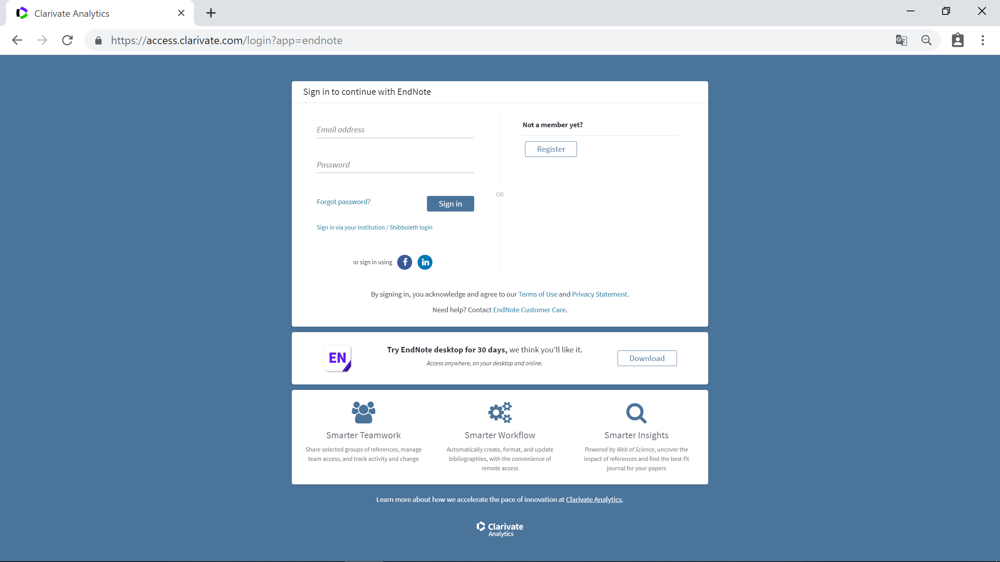 Clarivate Analytics
https://access.clarivate.com/login?app=endnote
Sign in to continue with EndNote
Email address
Password
Forgot password?
Sign in
Sign in via your Institution / Shibboleth login
or sign in using
f
in
OR
Not a member yet?
Register
By signing in, you acknowledge and agree to our Terms of Use and Privacy Statement.
Need help? Contact EndNote Customer Care.
EN
Try EndNote desktop for 30 days, we think you'll like it.
Access anywhere, on your desktop and online.
Download
Smarter Teamwork
Share selected groups of references, manage
team access, and track activity and change
Smarter Workflow
Automatically create, format, and update
bibliographies, with the convenience of
remote access
Smarter Insights
Powered by Web of Science, uncover the
impact of references and find the best-fit
journal for your papers
Learn more about how we accelerate the pace of innovation at Clarivate Analytics.
Clarivate
Analytics